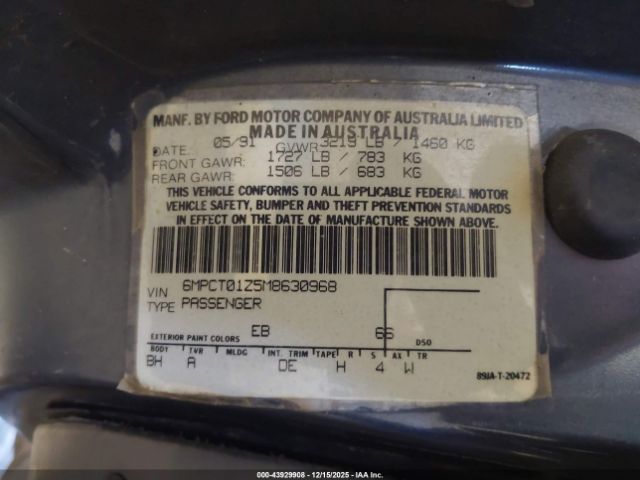 MANF. BY FORD MOTOR COMPANY OF AUSTRALIA LIMITED
MADE IN AUSTRALIA
DATE: 05/91 GVWR: 3219 LB / 1460 KG
FRONT GAWR: 1727 LB / 783 KG
REAR GAWR: 1506 LB / 683 KG
THIS VEHICLE CONFORMS TO ALL APPLICABLE FEDERAL MOTOR
VEHICLE SAFETY, BUMPER AND THEFT PREVENTION STANDARDS
IN EFFECT ON THE DATE OF MANUFACTURE SHOWN ABOVE.
VIN 6MPCT01Z5M8630968
TYPE PASSENGER
EXTERIOR PAINT COLORS EB 66 DSO
BODY TVR MLDG INT. TRIM TAPE R S AX TR
BH A DE H 4 W
89JA-T-20472
000-43929908 - 12/15/2025 - IAA Inc.